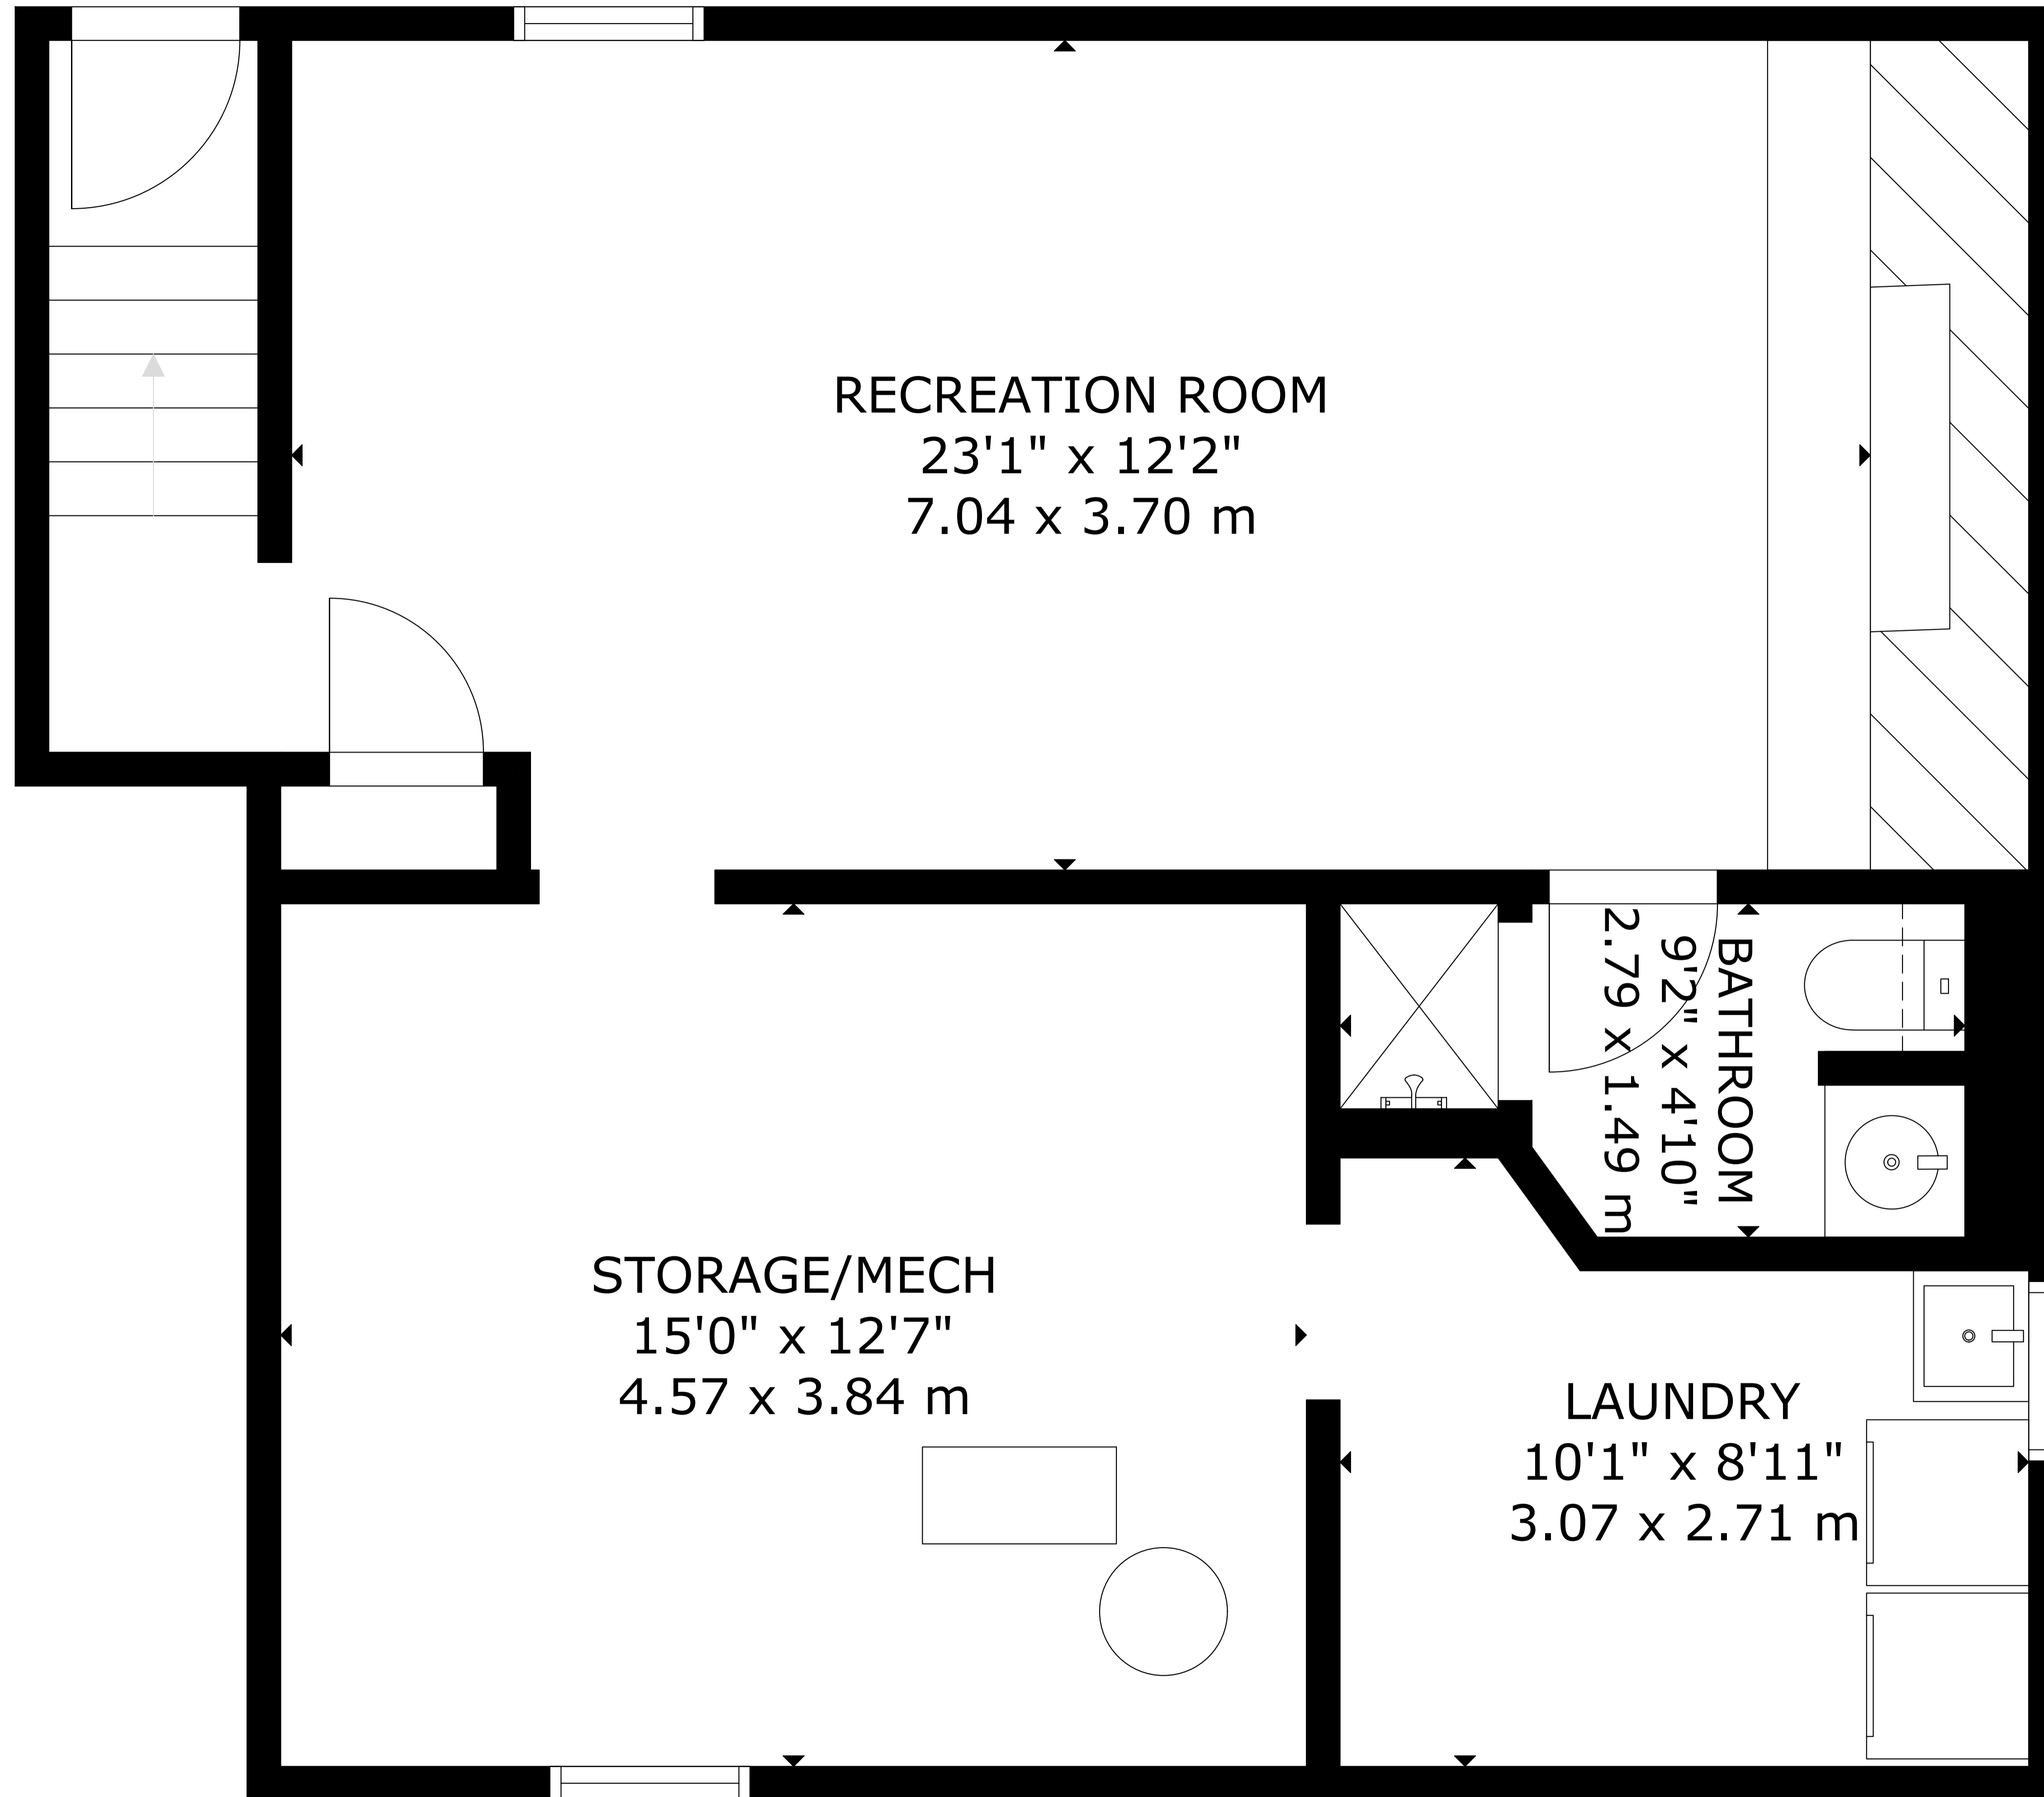 RECREATION ROOM
23'1" x 12'2"
7.04 x 3.70 m
BATHROOM
9'2" x 4'10"
2.79 x 1.49 m
STORAGE/MECH
15'0" x 12'7"
4.57 x 3.84 m
LAUNDRY
10'1" x 8'11"
3.07 x 2.71 m